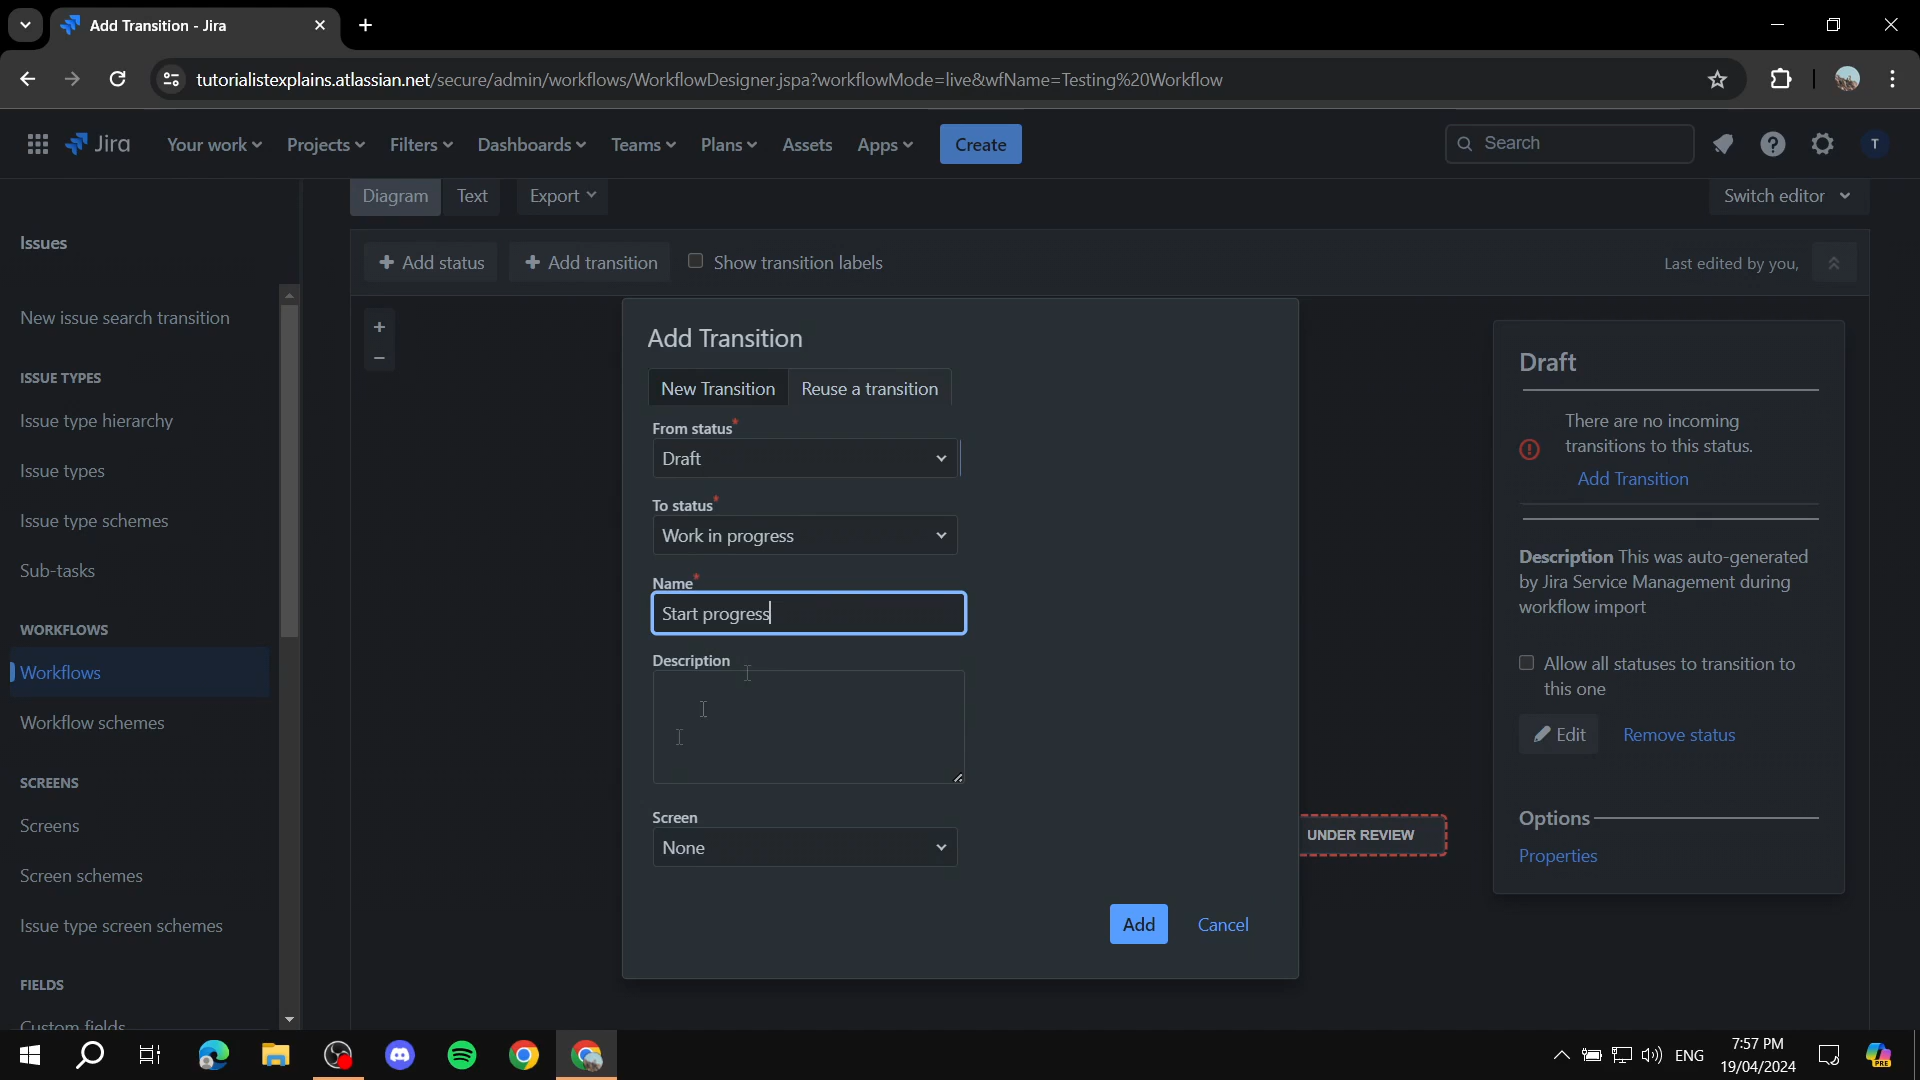 Add Transition - Jira
tutorialistexplains.atlassian.net/secure/admin/workflows/WorkflowDesigner.jspa?workflowMode=live&wfName=Testing%20Workflow
Jira
Your work
Projects
Filters
Dashboards
Teams
Plans
Assets
Apps
Create
Search
T
Issues
New issue search transition
ISSUE TYPES
Issue type hierarchy
Issue types
Issue type schemes
Sub-tasks
WORKFLOWS
Workflows
Workflow schemes
SCREENS
Screens
Screen schemes
Issue type screen schemes
FIELDS
Custom fields
Diagram
Text
Export
Switch editor
+ Add status
+ Add transition
Show transition labels
Last edited by you,
+
−
Add Transition
New Transition
Reuse a transition
From status*
Draft
To status*
Work in progress
Name*
Start progress
Description
Screen
None
Add
Cancel
UNDER REVIEW
Draft
There are no incoming
transitions to this status.
Add Transition
Description This was auto-generated
by Jira Service Management during
workflow import
Allow all statuses to transition to
this one
Edit
Remove status
Options
Properties
ENG
7:57 PM
19/04/2024
PRE